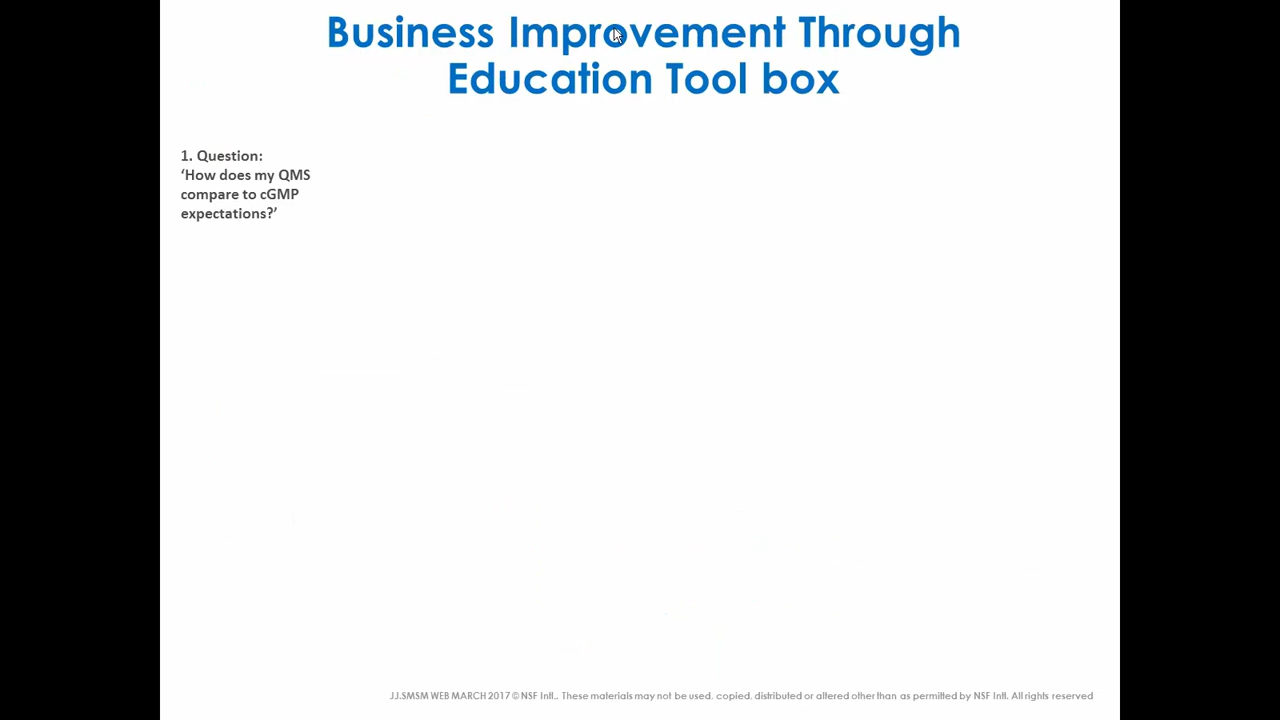 Business Improvement Through
Education Tool box
1. Question:
‘How does my QMS
compare to cGMP
expectations?’
JJ.SMSM WEB MARCH 2017 © NSF Intl.. These materials may not be used, copied, distributed or altered other than as permitted by NSF Intl. All rights reserved